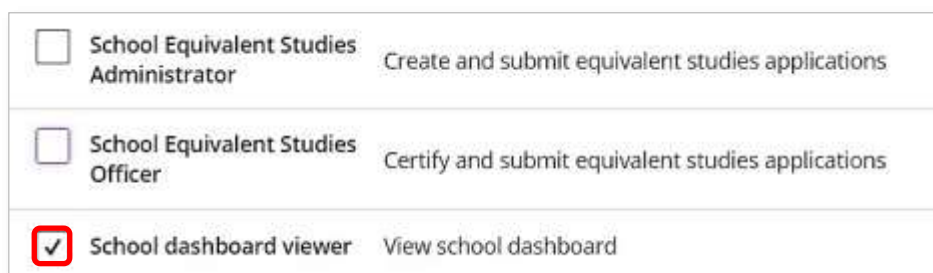 School Equivalent Studies
Administrator
Create and submit equivalent studies applications
School Equivalent Studies
Officer
Certify and submit equivalent studies applications
School dashboard viewer
View school dashboard